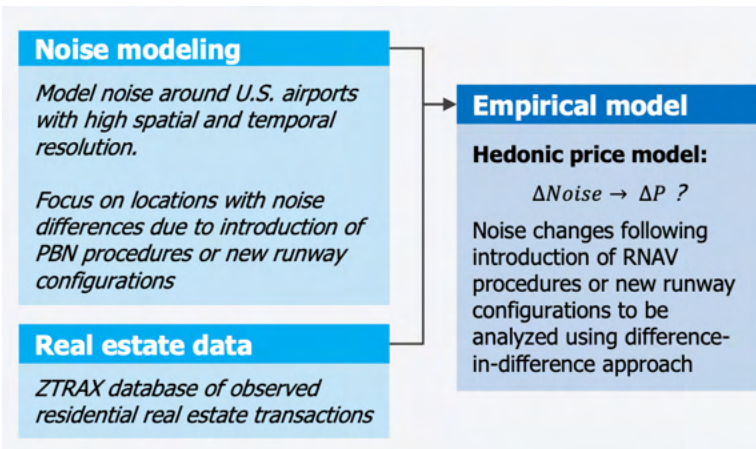 Noise modeling
Model noise around U.S. airports
with high spatial and temporal
resolution.
Focus on locations with noise
differences due to introduction of
PBN procedures or new runway
configurations
Real estate data
ZTRAX database of observed
residential real estate transactions
Empirical model
Hedonic price model:
ΔNoise → ΔP ?
Noise changes following
introduction of RNAV
procedures or new runway
configurations to be
analyzed using difference-
in-difference approach